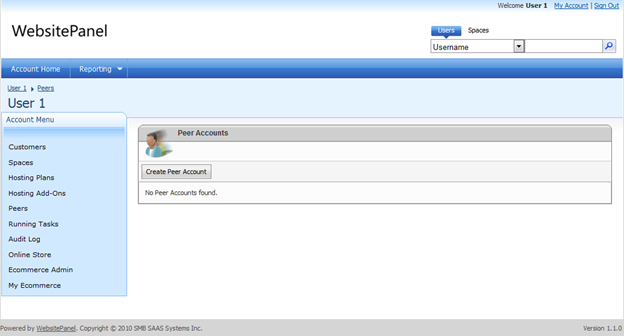 Welcome User 1 My Account | Sign Out
WebsitePanel
Users Spaces
Username
Account Home Reporting
User 1 Peers
User 1
Account Menu
Customers
Spaces
Hosting Plans
Hosting Add-Ons
Peers
Running Tasks
Audit Log
Online Store
Ecommerce Admin
My Ecommerce
Peer Accounts
Create Peer Account
No Peer Accounts found.
Powered by WebsitePanel. Copyright © 2010 SMB SAAS Systems Inc. Version 1.1.0